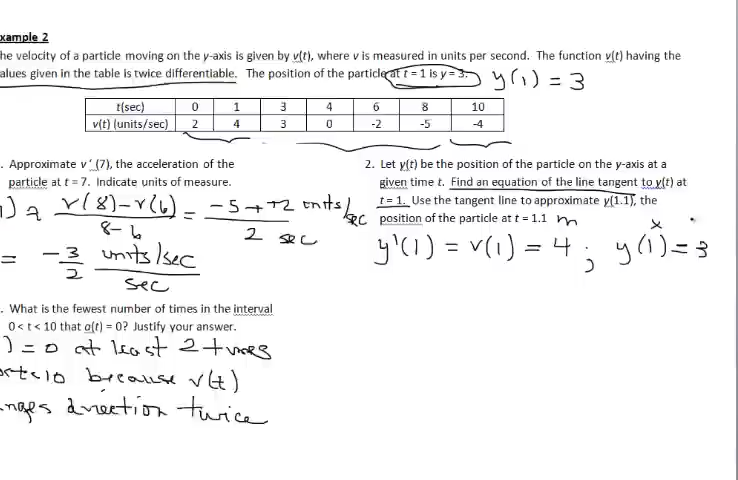 xample 2
he velocity of a particle moving on the y-axis is given by v(t), where v is measured in units per second. The function v(t) having the
alues given in the table is twice differentiable. The position of the particle at t = 1 is y = 3. y(1) = 3
t(sec) 0 1 3 4 6 8 10
v(t) (units/sec) 2 4 3 0 -2 -5 -4
. Approximate v'(7), the acceleration of the
particle at t = 7. Indicate units of measure.
) ≈ v(8)-v(6) = -5++2 units/sec
8-6 2 sec
= -3 units/sec
2 sec
. What is the fewest number of times in the interval
0 < t < 10 that a(t) = 0? Justify your answer.
) = 0 at least 2 times
because v(t)
nges direction twice
2. Let y(t) be the position of the particle on the y-axis at a
given time t. Find an equation of the line tangent to y(t) at
t = 1. Use the tangent line to approximate y(1.1), the
position of the particle at t = 1.1 m x
y'(1) = v(1) = 4 ; y(1) = 3